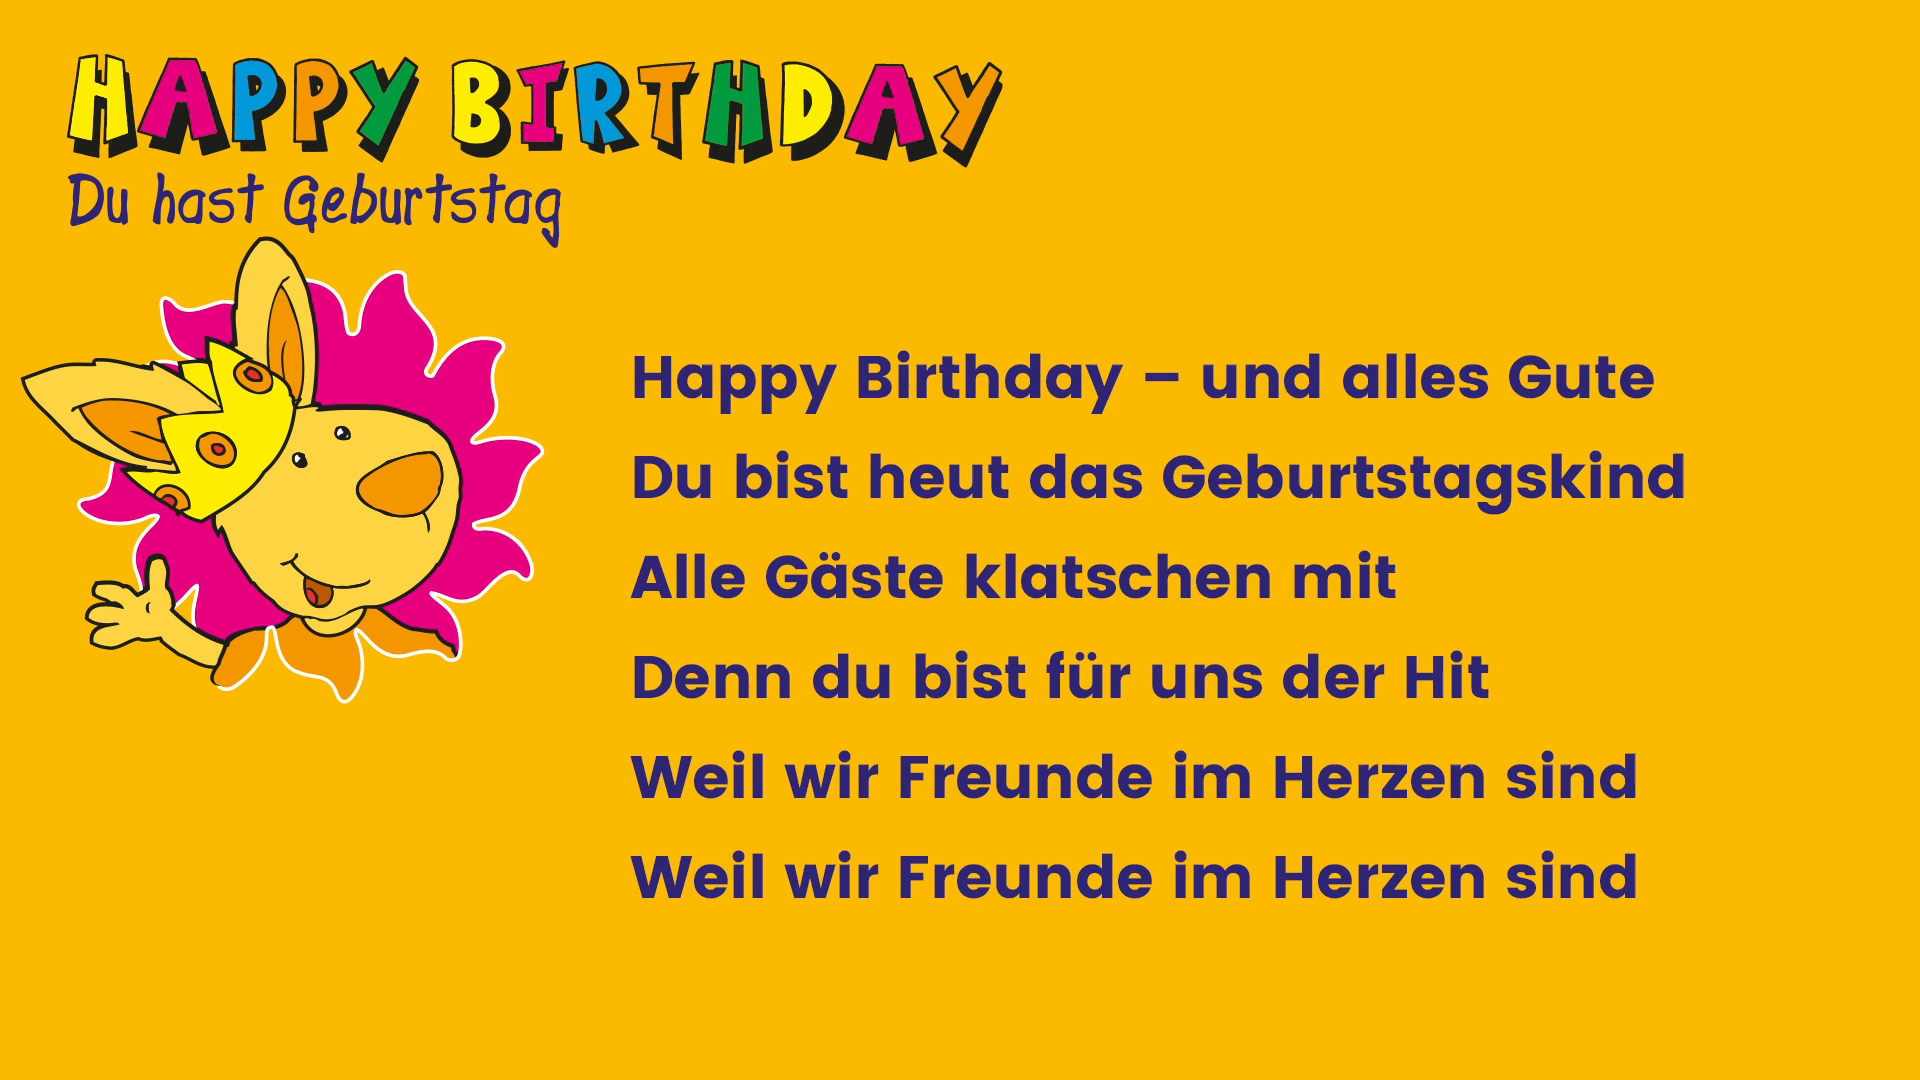 HAPPY BIRTHDAY
Du hast Geburtstag
Happy Birthday – und alles Gute
Du bist heut das Geburtstagskind
Alle Gäste klatschen mit
Denn du bist für uns der Hit
Weil wir Freunde im Herzen sind
Weil wir Freunde im Herzen sind